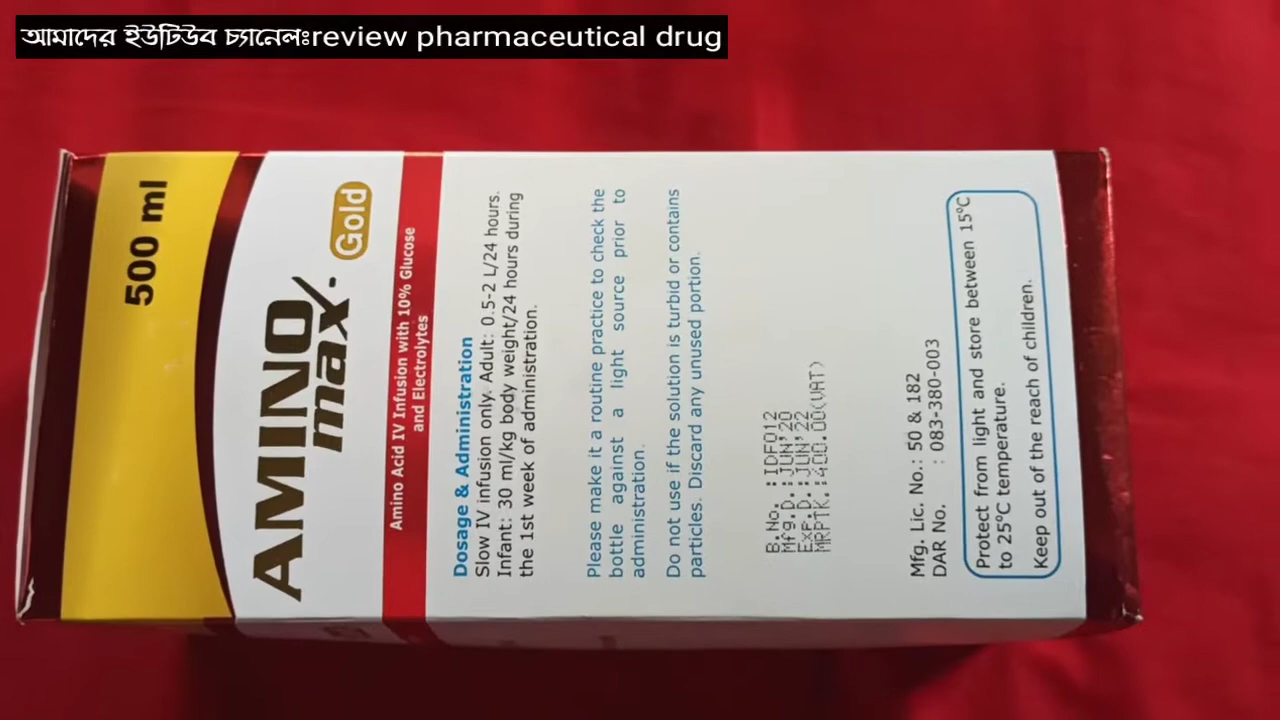 আমাদের ইউটিউব চ্যানেলঃreview pharmaceutical drug
500 ml
AMINO
max
Gold
Amino Acid IV Infusion with 10% Glucose
and Electrolytes
Dosage & Administration
Slow IV infusion only. Adult: 0.5-2 L/24 hours.
Infant: 30 ml/kg body weight/24 hours during
the 1st week of administration.
Please make it a routine practice to check the
bottle against a light source prior to
administration.
Do not use if the solution is turbid or contains
particles. Discard any unused portion.
B.No. :IDF012
Mfg.D.:JUN'20
EXP.D.:JUN'22
MRPTK.:400.00(VAT)
Mfg. Lic. No.: 50 & 182
DAR No. : 083-380-003
Protect from light and store between 15°C
to 25°C temperature.
Keep out of the reach of children.